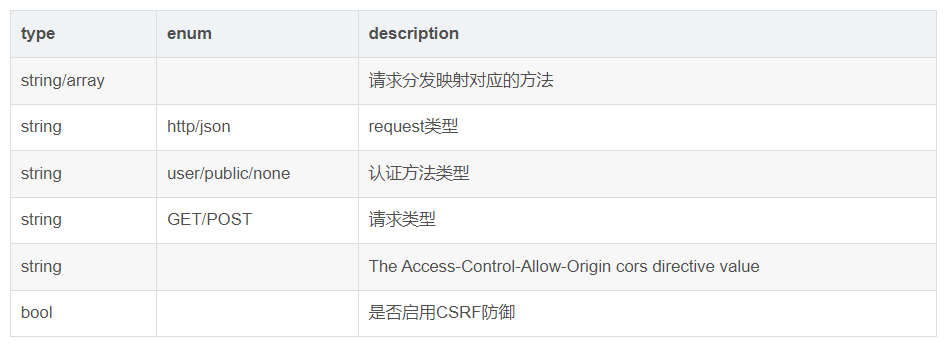 type enum description
string/array 请求分发映射对应的方法
string http/json request类型
string user/public/none 认证方法类型
string GET/POST 请求类型
string The Access-Control-Allow-Origin cors directive value
bool 是否启用CSRF防御